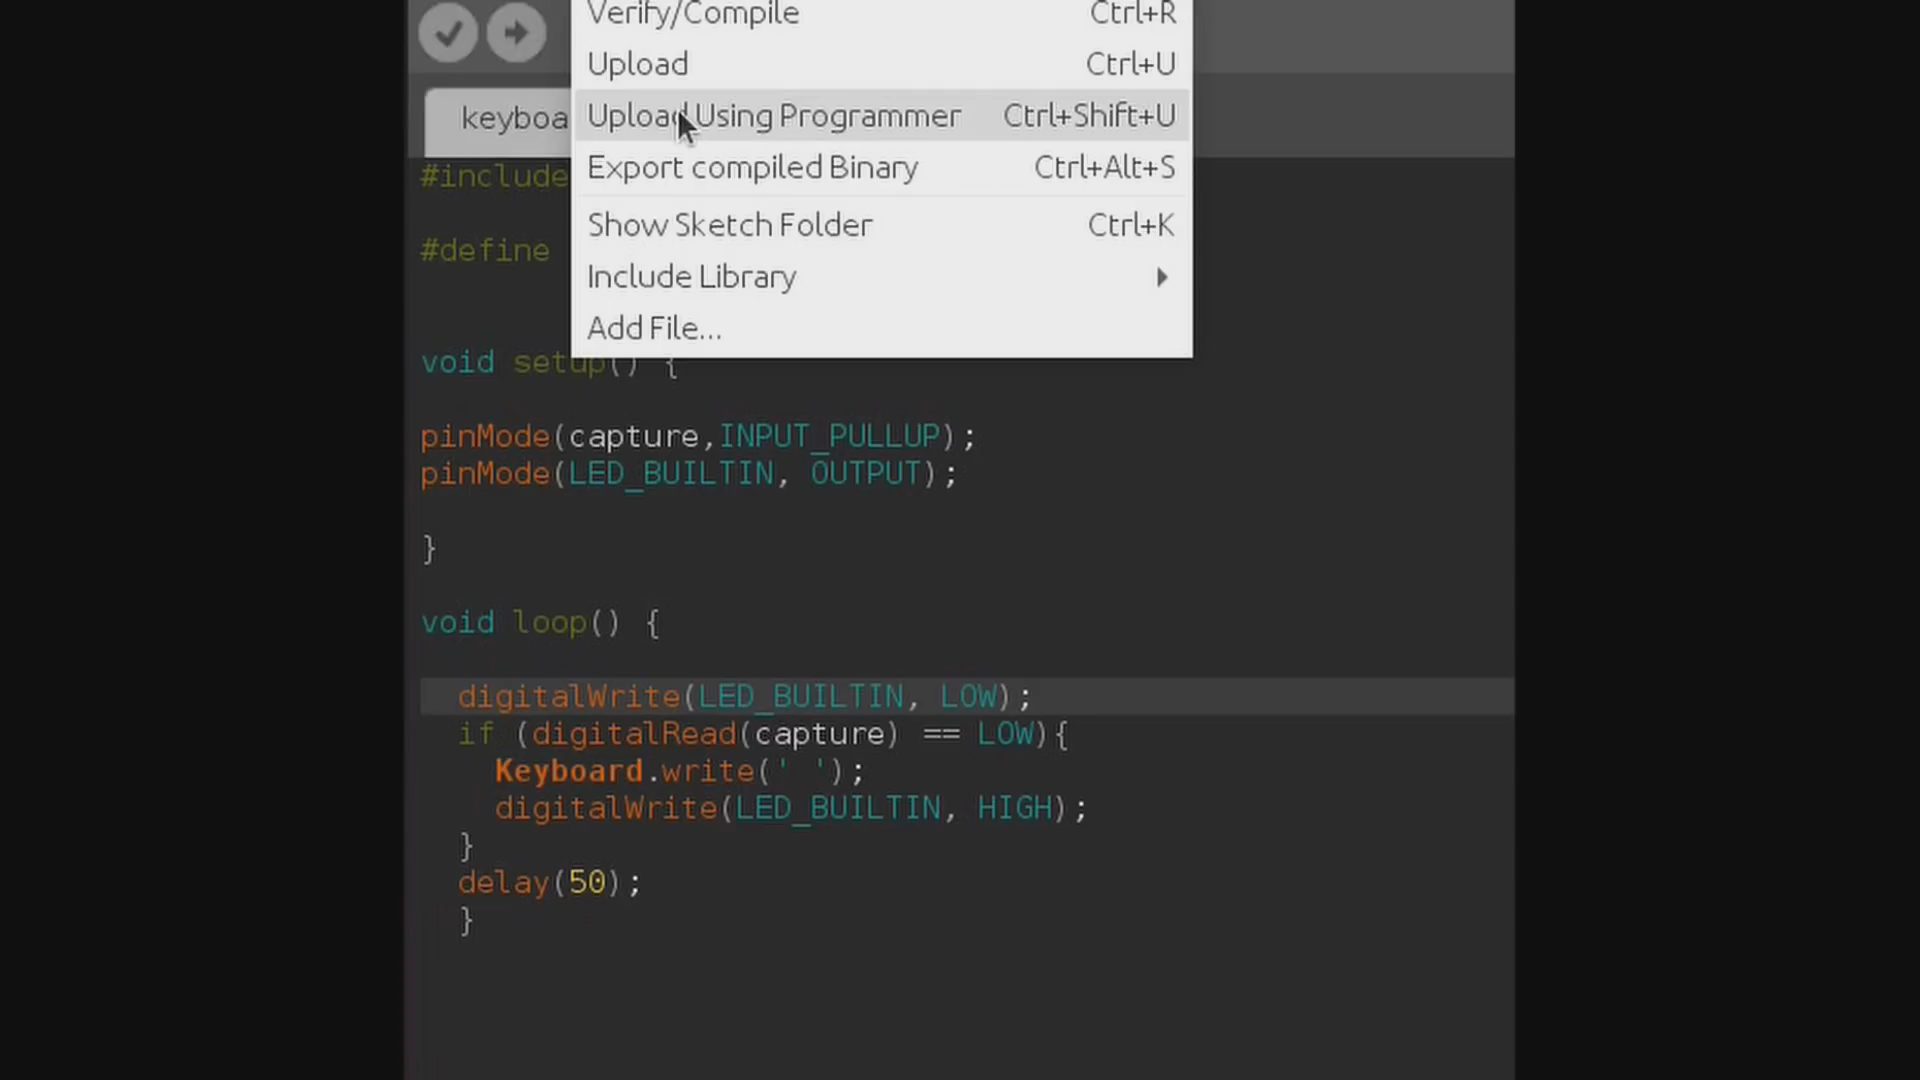 Verify/Compile Ctrl+R
Upload Ctrl+U
Upload Using Programmer Ctrl+Shift+U
Export compiled Binary Ctrl+Alt+S
Show Sketch Folder Ctrl+K
Include Library
Add File...
keyboa
#include
#define
void setup() {
pinMode(capture,INPUT_PULLUP);
pinMode(LED_BUILTIN, OUTPUT);
}
void loop() {
digitalWrite(LED_BUILTIN, LOW);
if (digitalRead(capture) == LOW){
Keyboard.write(' ');
digitalWrite(LED_BUILTIN, HIGH);
}
delay(50);
}